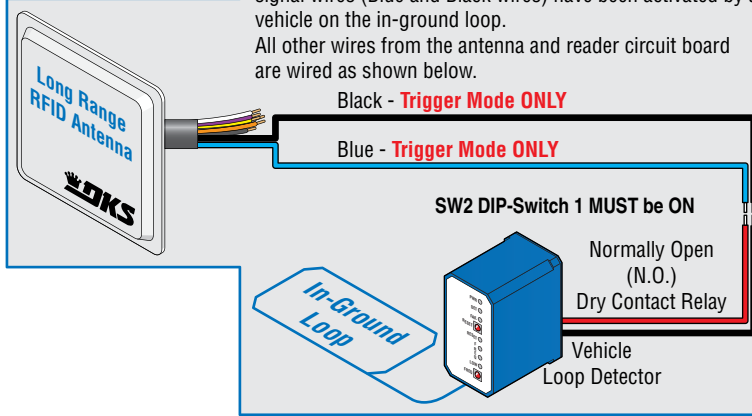 signal wires (Blue and Black wires) have been activated by
vehicle on the in-ground loop.
All other wires from the antenna and reader circuit board
are wired as shown below.
Black - Trigger Mode ONLY
Long Range
RFID Antenna
Blue - Trigger Mode ONLY
DKS
SW2 DIP-Switch 1 MUST be ON
Normally Open
(N.O.)
Dry Contact Relay
In-Ground
Loop
Vehicle
Loop Detector